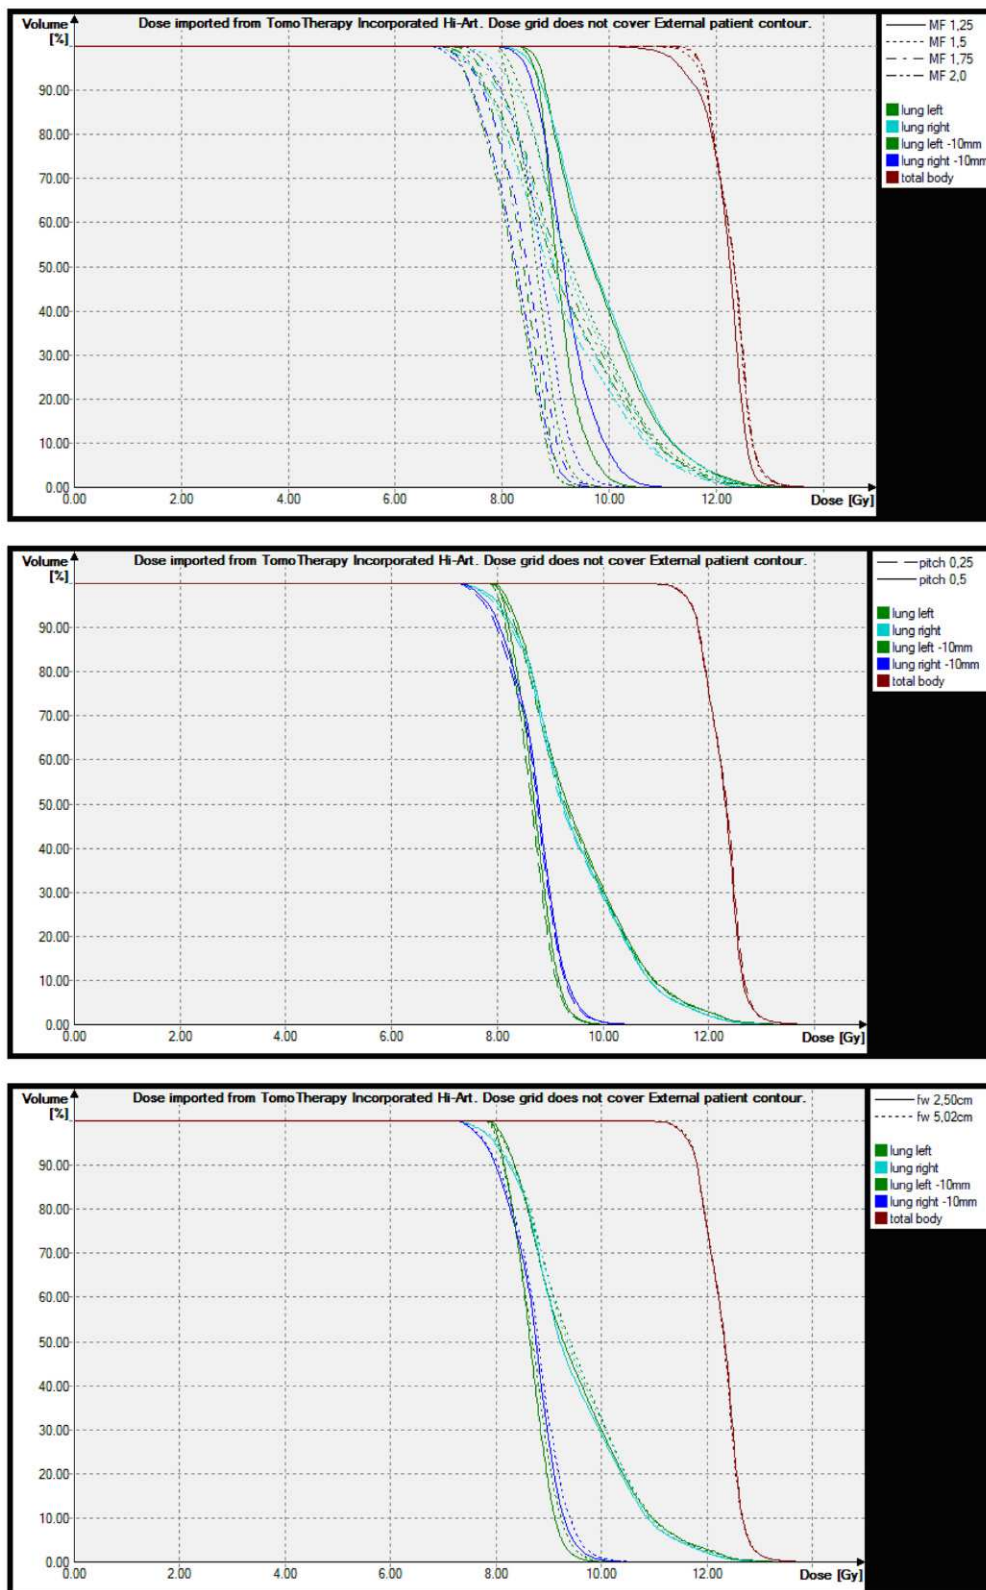 Volume
[%]
Dose imported from TomoTherapy Incorporated Hi-Art. Dose grid does not cover External patient contour.
90.00
80.00
70.00
60.00
50.00
40.00
30.00
20.00
10.00
0.00
0.00 2.00 4.00 6.00 8.00 10.00 12.00
Dose [Gy]
MF 1,25
MF 1,5
MF 1,75
MF 2,0
lung left
lung right
lung left -10mm
lung right -10mm
total body
Volume
[%]
Dose imported from TomoTherapy Incorporated Hi-Art. Dose grid does not cover External patient contour.
90.00
80.00
70.00
60.00
50.00
40.00
30.00
20.00
10.00
0.00
0.00 2.00 4.00 6.00 8.00 10.00 12.00
Dose [Gy]
pitch 0,25
pitch 0,5
lung left
lung right
lung left -10mm
lung right -10mm
total body
Volume
[%]
Dose imported from TomoTherapy Incorporated Hi-Art. Dose grid does not cover External patient contour.
90.00
80.00
70.00
60.00
50.00
40.00
30.00
20.00
10.00
0.00
0.00 2.00 4.00 6.00 8.00 10.00 12.00
Dose [Gy]
fw 2,50cm
fw 5,02cm
lung left
lung right
lung left -10mm
lung right -10mm
total body